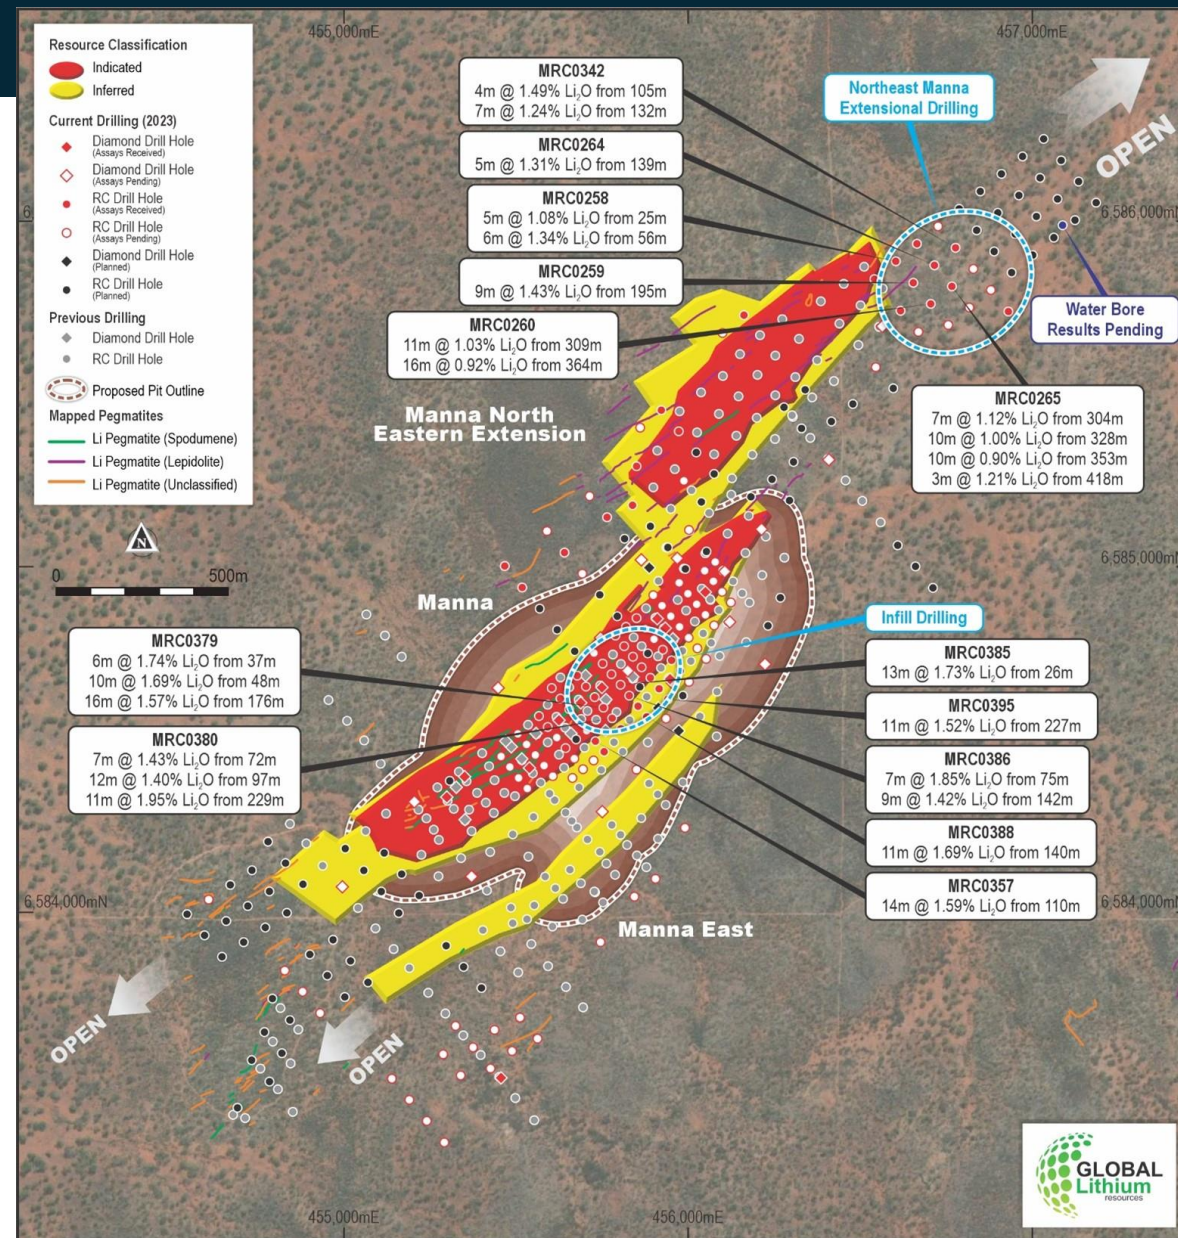 455,000mE
457,000mE
Resource Classification
Indicated
Inferred
Current Drilling (2023)
Diamond Drill Hole
(Assays Received)
Diamond Drill Hole
(Assays Pending)
RC Drill Hole
(Assays Received)
RC Drill Hole
(Assays Pending)
Diamond Drill Hole
(Planned)
RC Drill Hole
(Planned)
Previous Drilling
Diamond Drill Hole
RC Drill Hole
Proposed Pit Outline
Mapped Pegmatites
Li Pegmatite (Spodumene)
Li Pegmatite (Lepidolite)
Li Pegmatite (Unclassified)
N
0 500m
MRC0342
4m @ 1.49% Li₂O from 105m
7m @ 1.24% Li₂O from 132m
MRC0264
5m @ 1.31% Li₂O from 139m
MRC0258
5m @ 1.08% Li₂O from 25m
6m @ 1.34% Li₂O from 56m
MRC0259
9m @ 1.43% Li₂O from 195m
MRC0260
11m @ 1.03% Li₂O from 309m
16m @ 0.92% Li₂O from 364m
Northeast Manna
Extensional Drilling
OPEN
6,586,000mN
Water Bore
Results Pending
MRC0265
7m @ 1.12% Li₂O from 304m
10m @ 1.00% Li₂O from 328m
10m @ 0.90% Li₂O from 353m
3m @ 1.21% Li₂O from 418m
Manna North
Eastern Extension
6,585,000mN
Manna
Infill Drilling
MRC0379
6m @ 1.74% Li₂O from 37m
10m @ 1.69% Li₂O from 48m
16m @ 1.57% Li₂O from 176m
MRC0380
7m @ 1.43% Li₂O from 72m
12m @ 1.40% Li₂O from 97m
11m @ 1.95% Li₂O from 229m
MRC0385
13m @ 1.73% Li₂O from 26m
MRC0395
11m @ 1.52% Li₂O from 227m
MRC0386
7m @ 1.85% Li₂O from 75m
9m @ 1.42% Li₂O from 142m
MRC0388
11m @ 1.69% Li₂O from 140m
MRC0357
14m @ 1.59% Li₂O from 110m
6,584,000mN
6,584,000mN
Manna East
OPEN
OPEN
455,000mE
456,000mE
GLOBAL
Lithium
resources